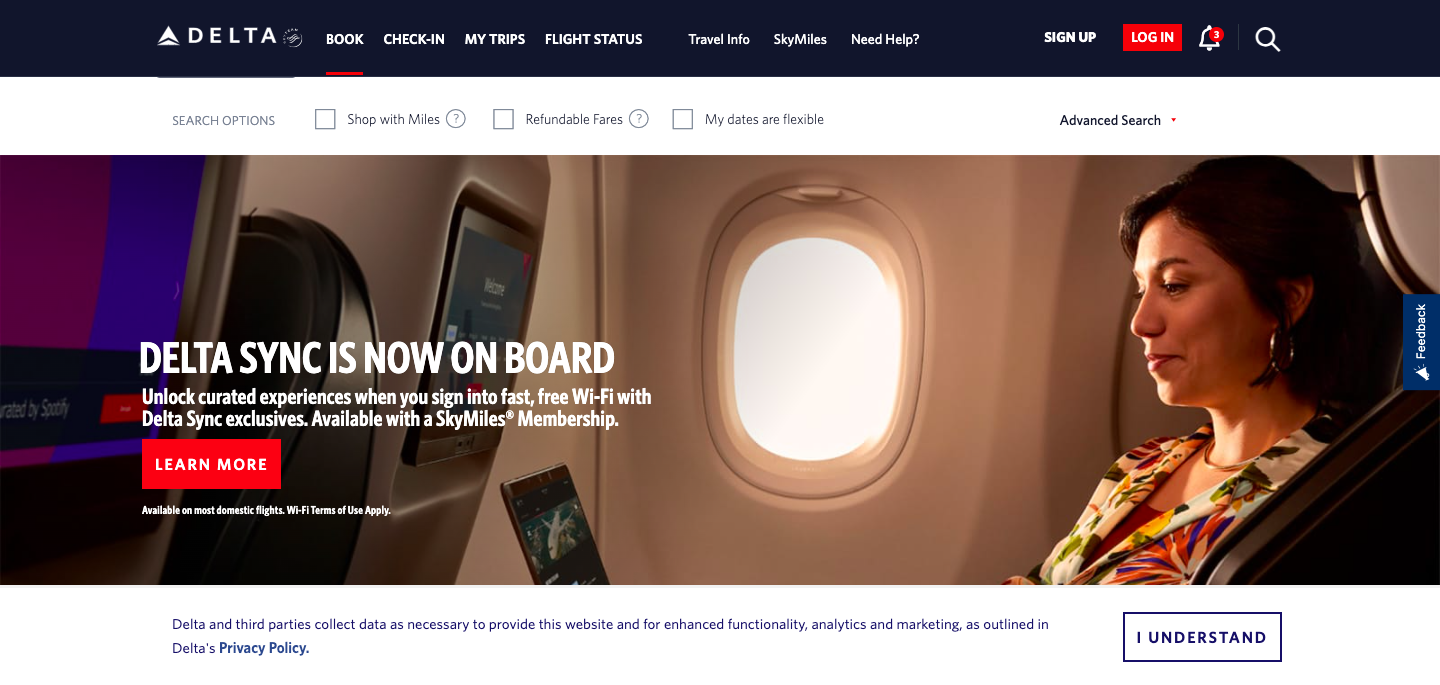 DELTA
BOOK
CHECK-IN
MY TRIPS
FLIGHT STATUS
Travel Info
SkyMiles
Need Help?
SIGN UP
LOG IN
3
SEARCH OPTIONS
Shop with Miles ?
Refundable Fares ?
My dates are flexible
Advanced Search
Welcome
Feedback
DELTA SYNC IS NOW ON BOARD
Unlock curated experiences when you sign into fast, free Wi-Fi with
Delta Sync exclusives. Available with a SkyMiles® Membership.
urated by Spotify
LEARN MORE
Available on most domestic flights. Wi-Fi Terms of Use Apply.
Delta and third parties collect data as necessary to provide this website and for enhanced functionality, analytics and marketing, as outlined in
Delta's Privacy Policy.
I UNDERSTAND